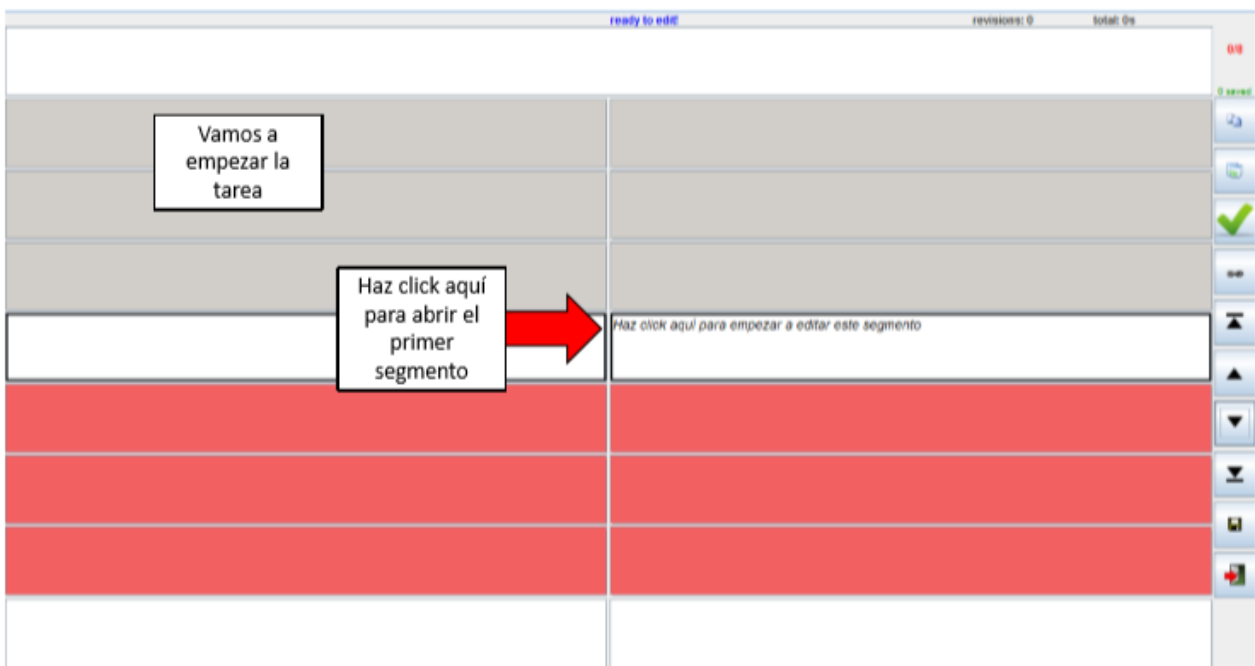 ready to edit! revisions: 0 total: 0s
0/8
0 saved
Vamos a
empezar la
tarea
Haz click aquí
para abrir el
primer
segmento
Haz click aquí para empezar a editar este segmento